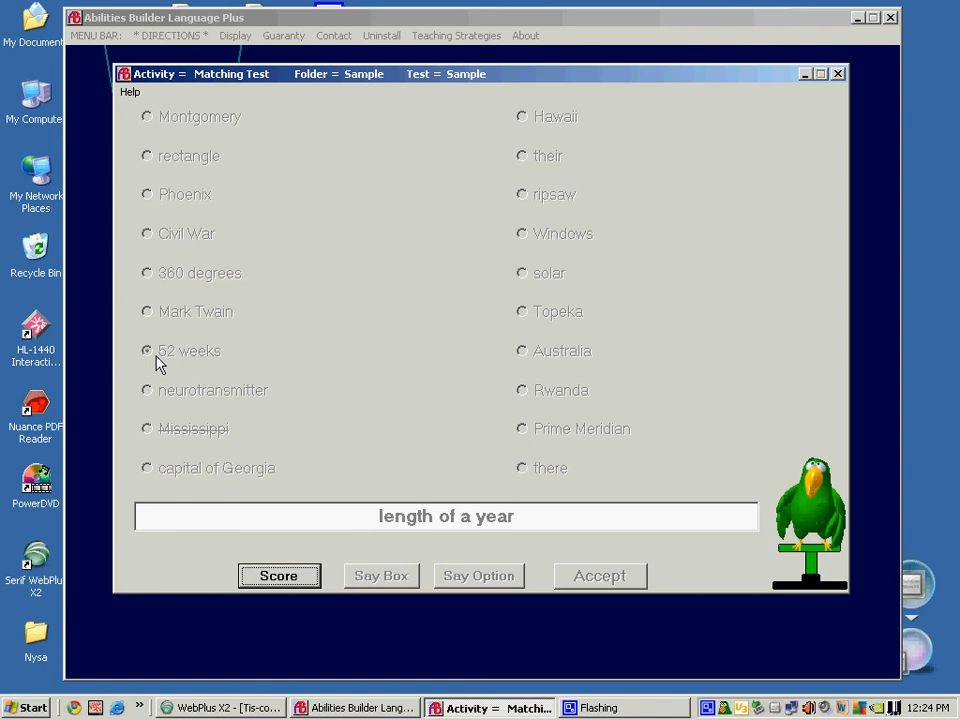 Abilities Builder Language Plus
MENU BAR: * DIRECTIONS * Display Guaranty Contact Uninstall Teaching Strategies About
Activity = Matching Test Folder = Sample Test = Sample
Help
Montgomery Hawaii
rectangle their
Phoenix ripsaw
Civil War Windows
360 degrees solar
Mark Twain Topeka
52 weeks Australia
neurotransmitter Rwanda
Mississippi Prime Meridian
capital of Georgia there
length of a year
Score Say Box Say Option Accept
My Document
My Compute
My Network
Places
Recycle Bin
HL-1440
Interacti...
Nuance PDF
Reader
PowerDVD
Serif WebPlu
X2
Nysa
Start » WebPlus X2 - [Tis-co... Abilities Builder Lang... Activity = Matchi... Flashing 12:24 PM